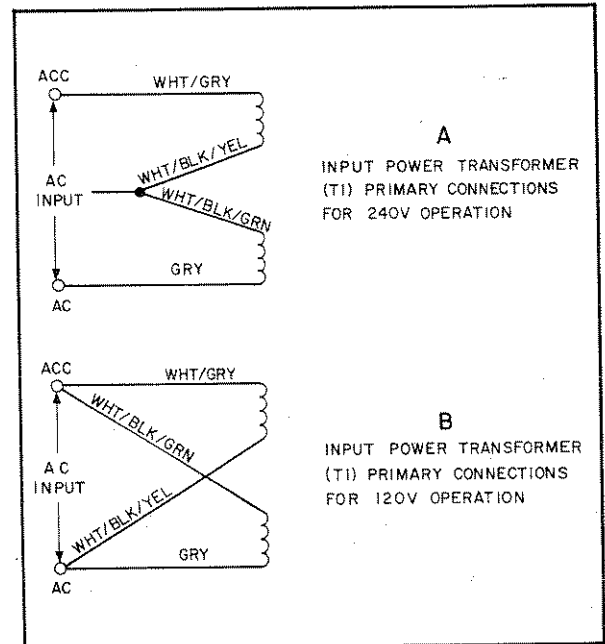 ACC
WHT/GRY
WHT/BLK/YEL
AC
INPUT
WHT/BLK/GRN
GRY
AC
A
INPUT POWER TRANSFORMER
(T1) PRIMARY CONNECTIONS
FOR 240V OPERATION
ACC
WHT/GRY
WHT/BLK/GRN
AC
INPUT
WHT/BLK/YEL
GRY
AC
B
INPUT POWER TRANSFORMER
(T1) PRIMARY CONNECTIONS
FOR 120V OPERATION